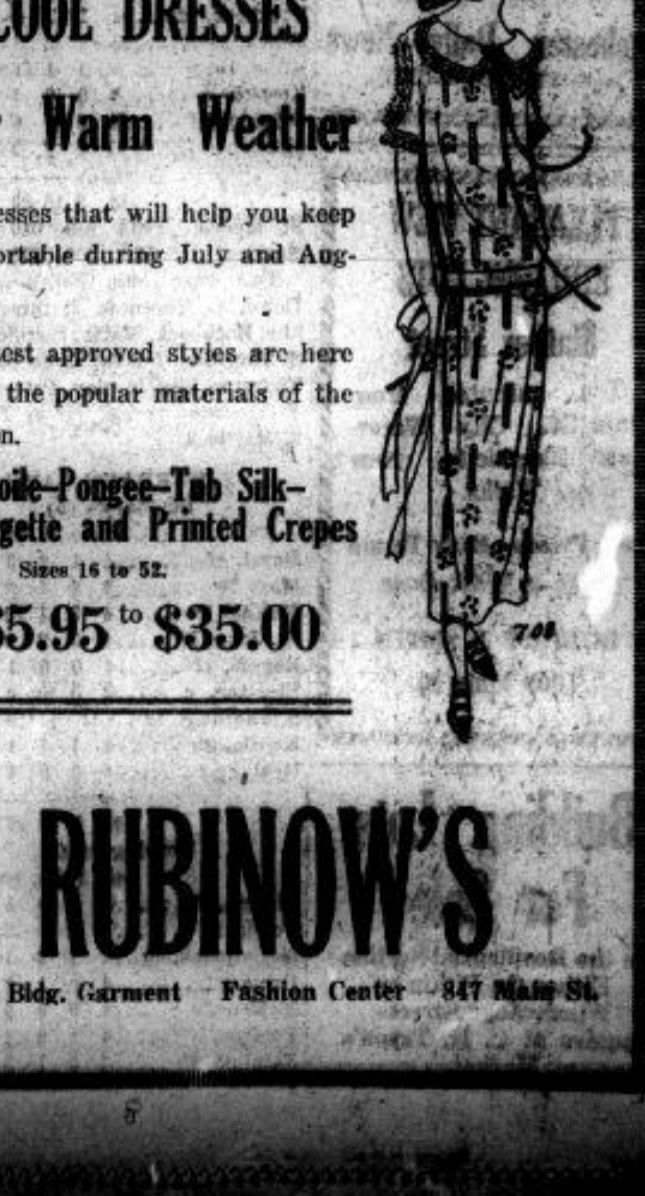 COOL DRESSES
Warm Weather
esses that will help you keep
ortable during July and Aug-
est approved styles are here
the popular materials of the
n.
oile-Pongee-Tub Silk-
gette and Printed Crepes
Sizes 16 to 52.
$5.95 to $35.00
708
RUBINOW'S
Bldg. Garment Fashion Center 847 Main St.